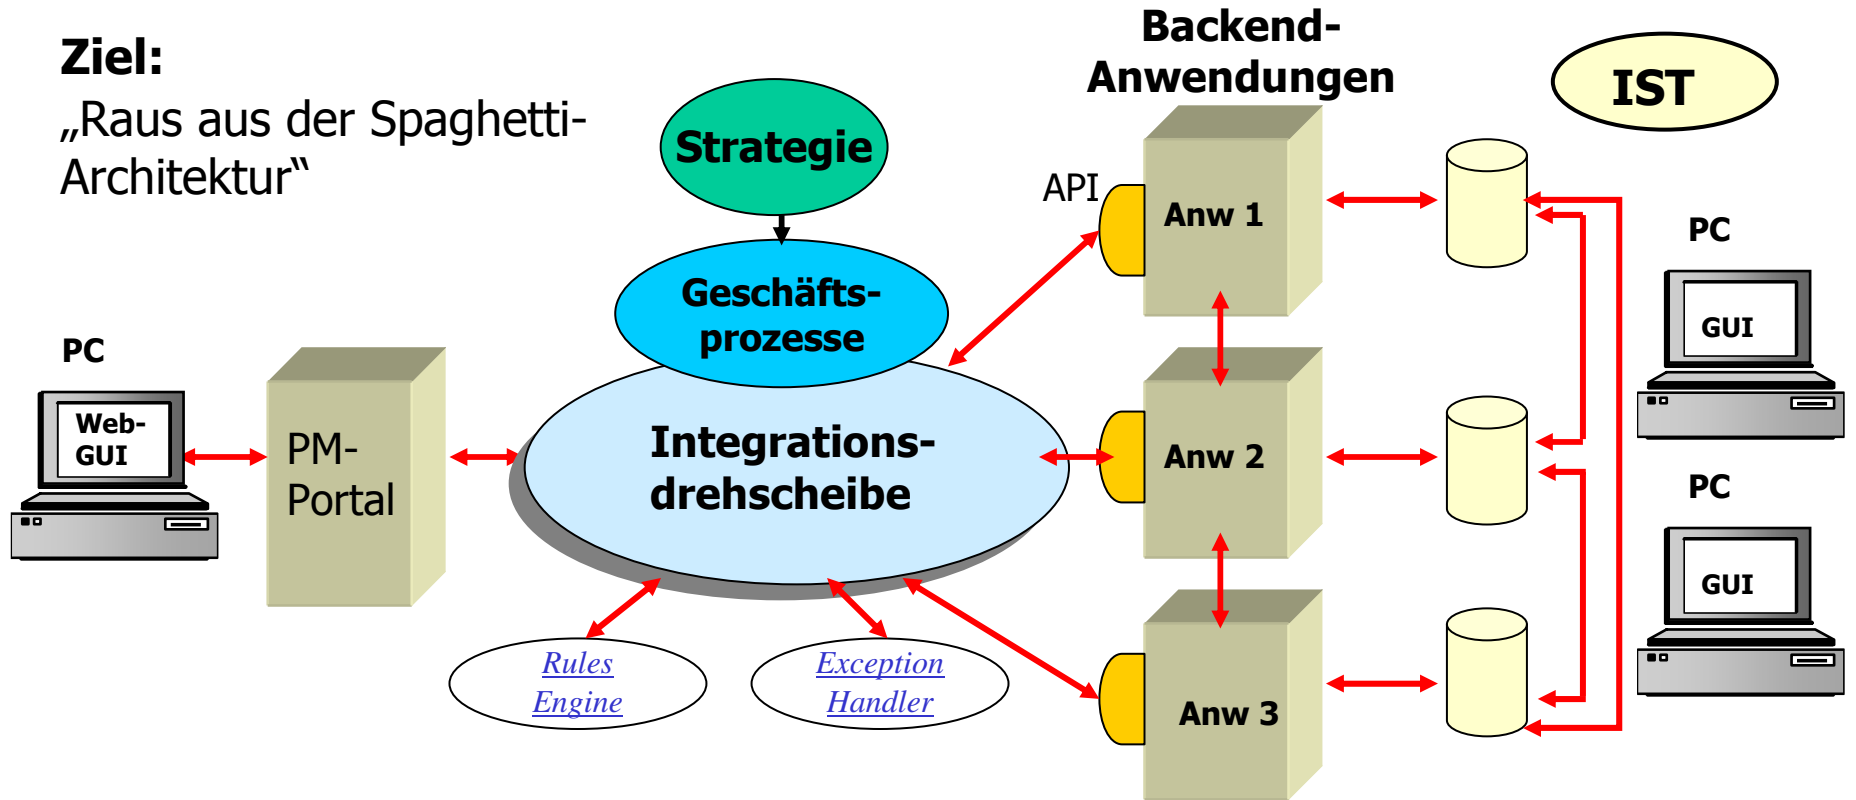 Ziel:
„Raus aus der Spaghetti-
Architektur“
Backend-
Anwendungen
IST
Strategie
API
Anw 1
PC
Geschäfts-
prozesse
GUI
PC
Web-
GUI
PM-
Portal
Integrations-
drehscheibe
Anw 2
PC
GUI
Rules
Engine
Exception
Handler
Anw 3